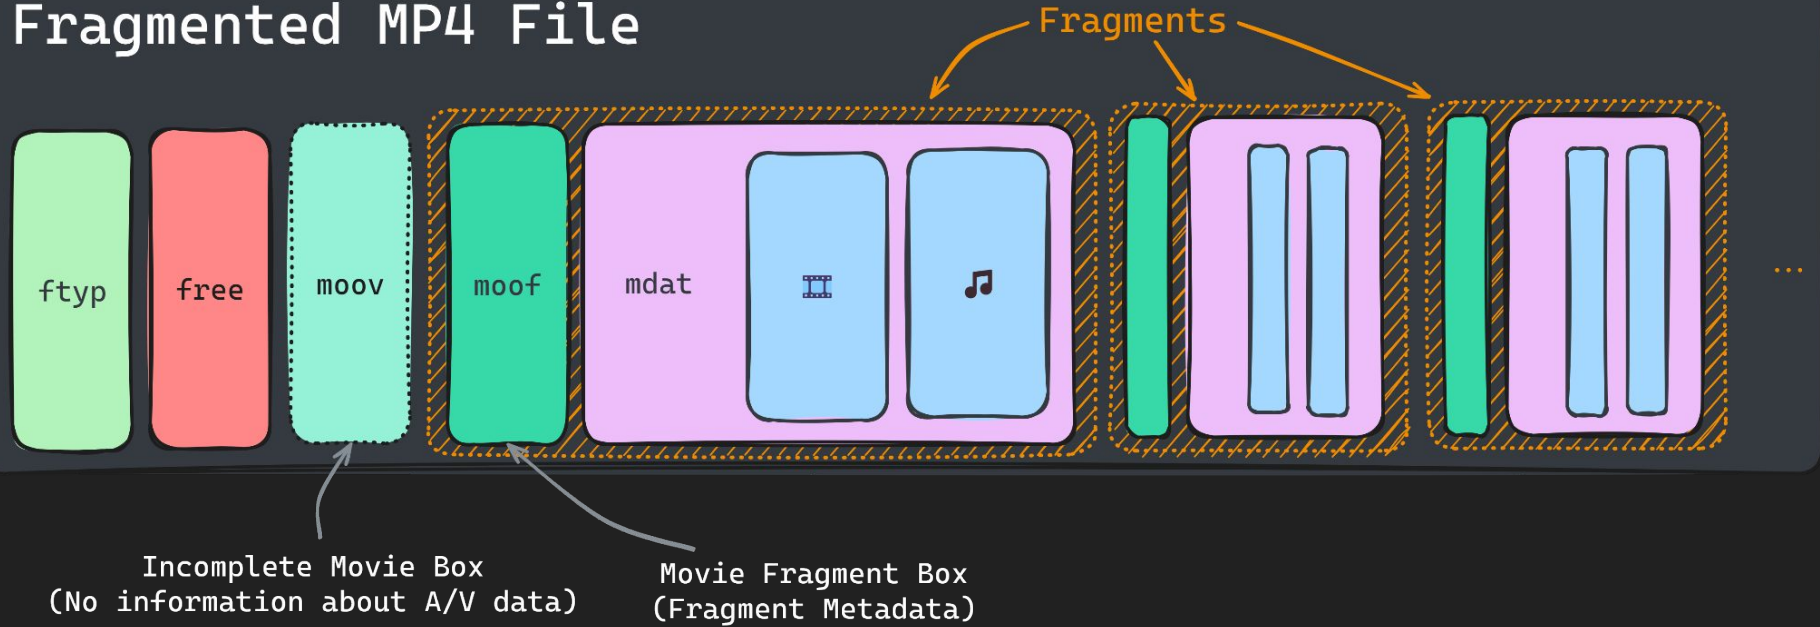 Fragmented MP4 File
Fragments
ftyp
free
moov
moof
mdat
...
Incomplete Movie Box
(No information about A/V data)
Movie Fragment Box
(Fragment Metadata)